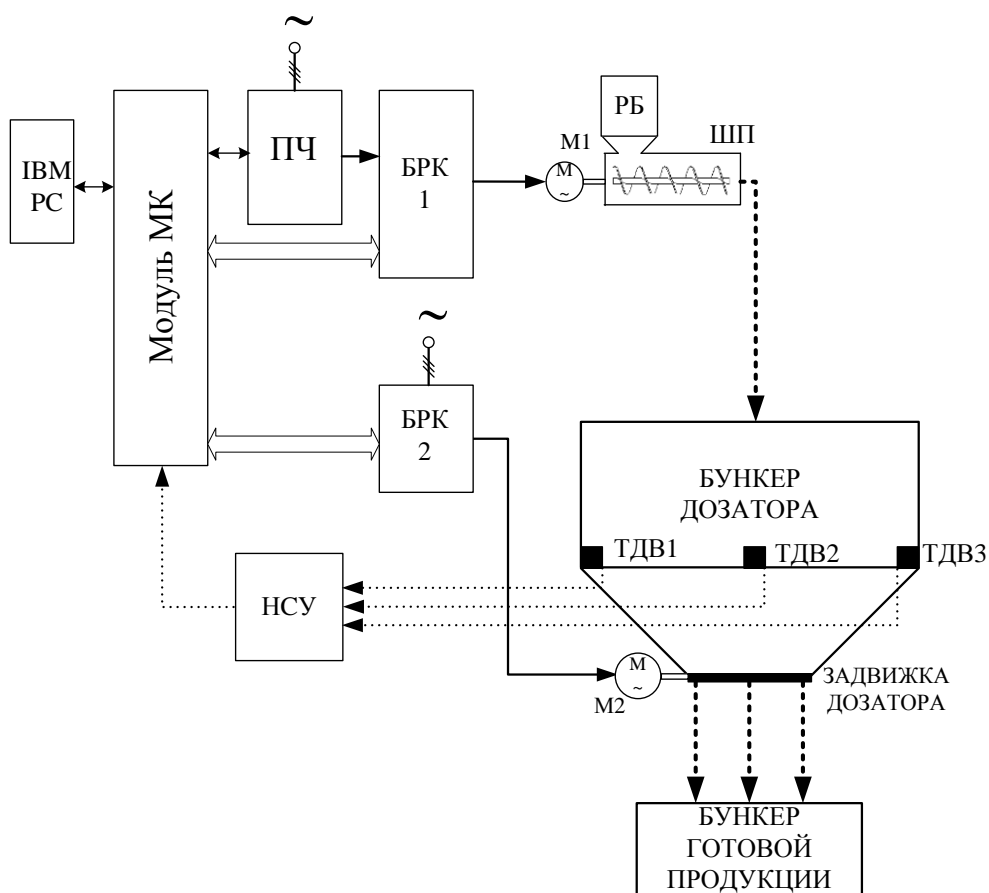 ~
РБ
ШП
М1
М
~
ПЧ
БРК
1
IBM
PC
Модуль МК
~
БРК
2
БУНКЕР
ДОЗАТОРА
ТДВ1
ТДВ2
ТДВ3
НСУ
М
~
М2
ЗАДВИЖКА
ДОЗАТОРА
БУНКЕР
ГОТОВОЙ
ПРОДУКЦИИ